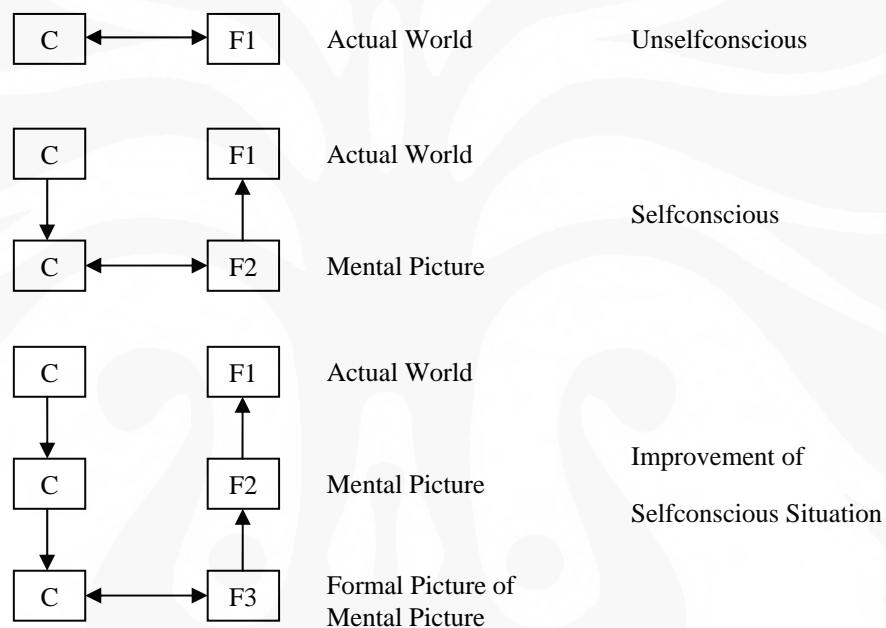 C F1 Actual World Unselfconscious
C F1 Actual World
Selfconscious
C F2 Mental Picture
C F1 Actual World
Improvement of
C F2 Mental Picture
Selfconscious Situation
C F3 Formal Picture of
Mental Picture